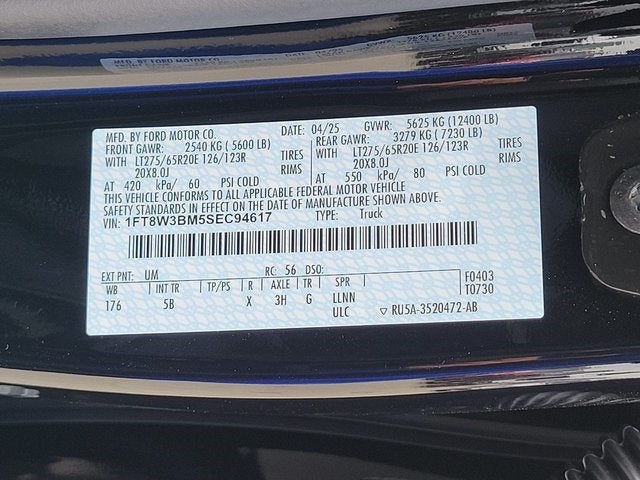 MFD. BY FORD MOTOR CO. DATE: 04/25 GVWR: 5625 KG (12400 LB)
FRONT GAWR: 2540 KG ( 5600 LB) REAR GAWR: 3279 KG ( 7230 LB)
WITH LT275/65R20E 126/123R TIRES WITH LT275/65R20E 126/123R TIRES
20X8.0J RIMS 20X8.0J RIMS
AT 420 kPa/ 60 PSI COLD AT 550 kPa/ 80 PSI COLD
THIS VEHICLE CONFORMS TO ALL APPLICABLE FEDERAL MOTOR VEHICLE
SAFETY STANDARDS IN EFFECT ON THE DATE OF MANUFACTURE SHOWN ABOVE.
VIN: 1FT8W3BM5SEC94617 TYPE: Truck
EXT PNT: UM RC: 56 DSO: F0403
WB INT TR TP/PS R AXLE TR SPR T0730
176 5B X 3H G LLNN
ULC ▽ RU5A-3520472-AB